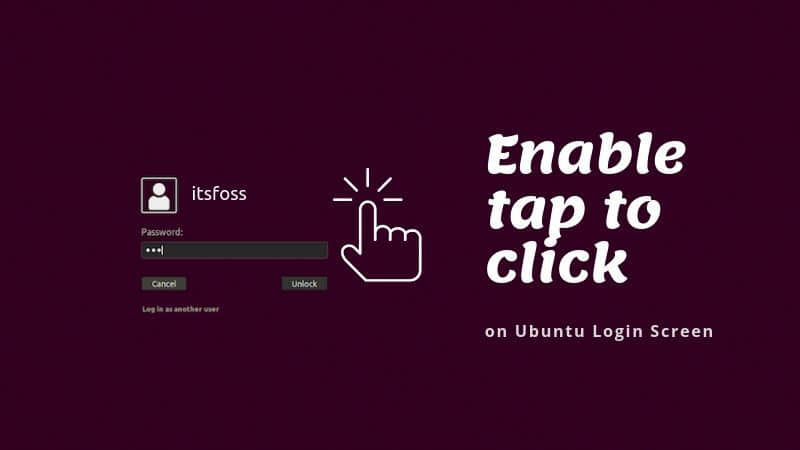 itsfoss
Password:
Cancel
Unlock
Log in as another user
Enable
tap to
click
on Ubuntu Login Screen